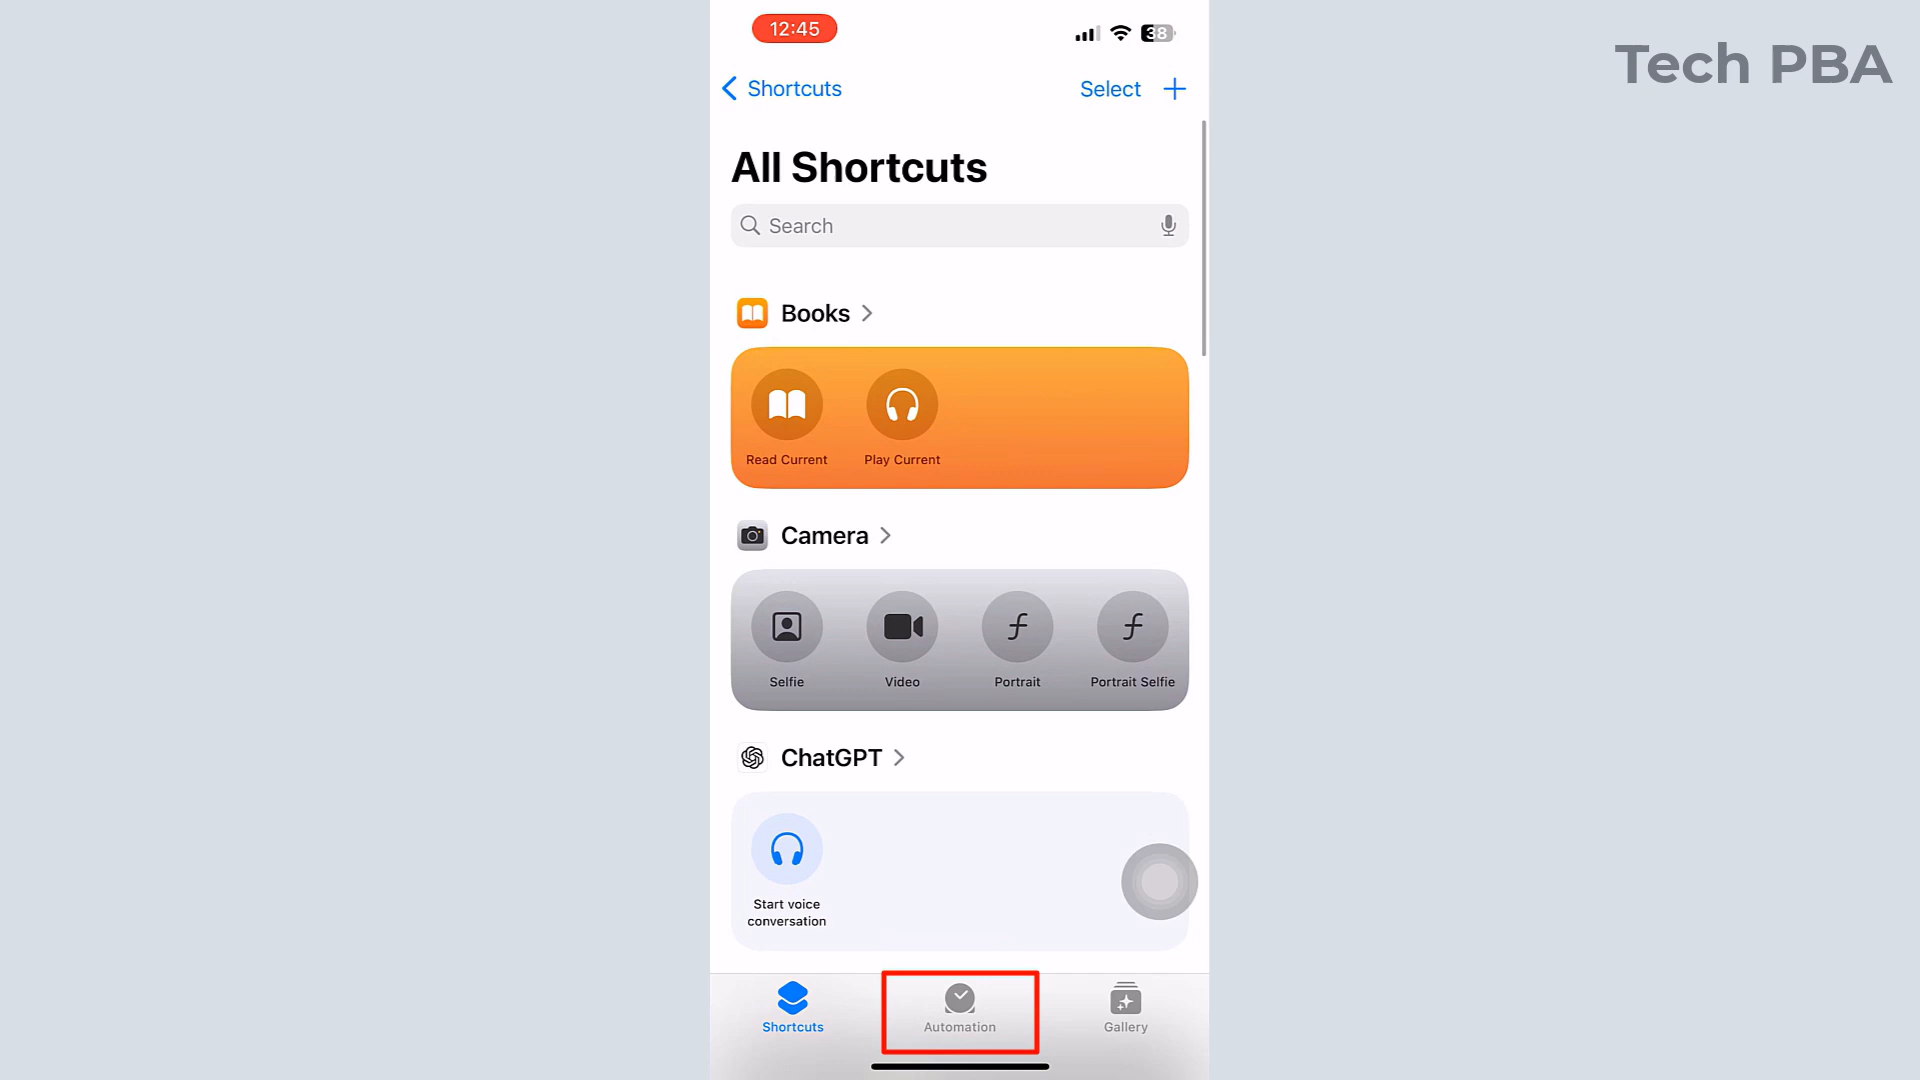 12:45
38
Tech PBA
Shortcuts
Select
All Shortcuts
Search
Books
Read Current
Play Current
Camera
Selfie
Video
Portrait
Portrait Selfie
ChatGPT
Start voice
conversation
Shortcuts
Automation
Gallery